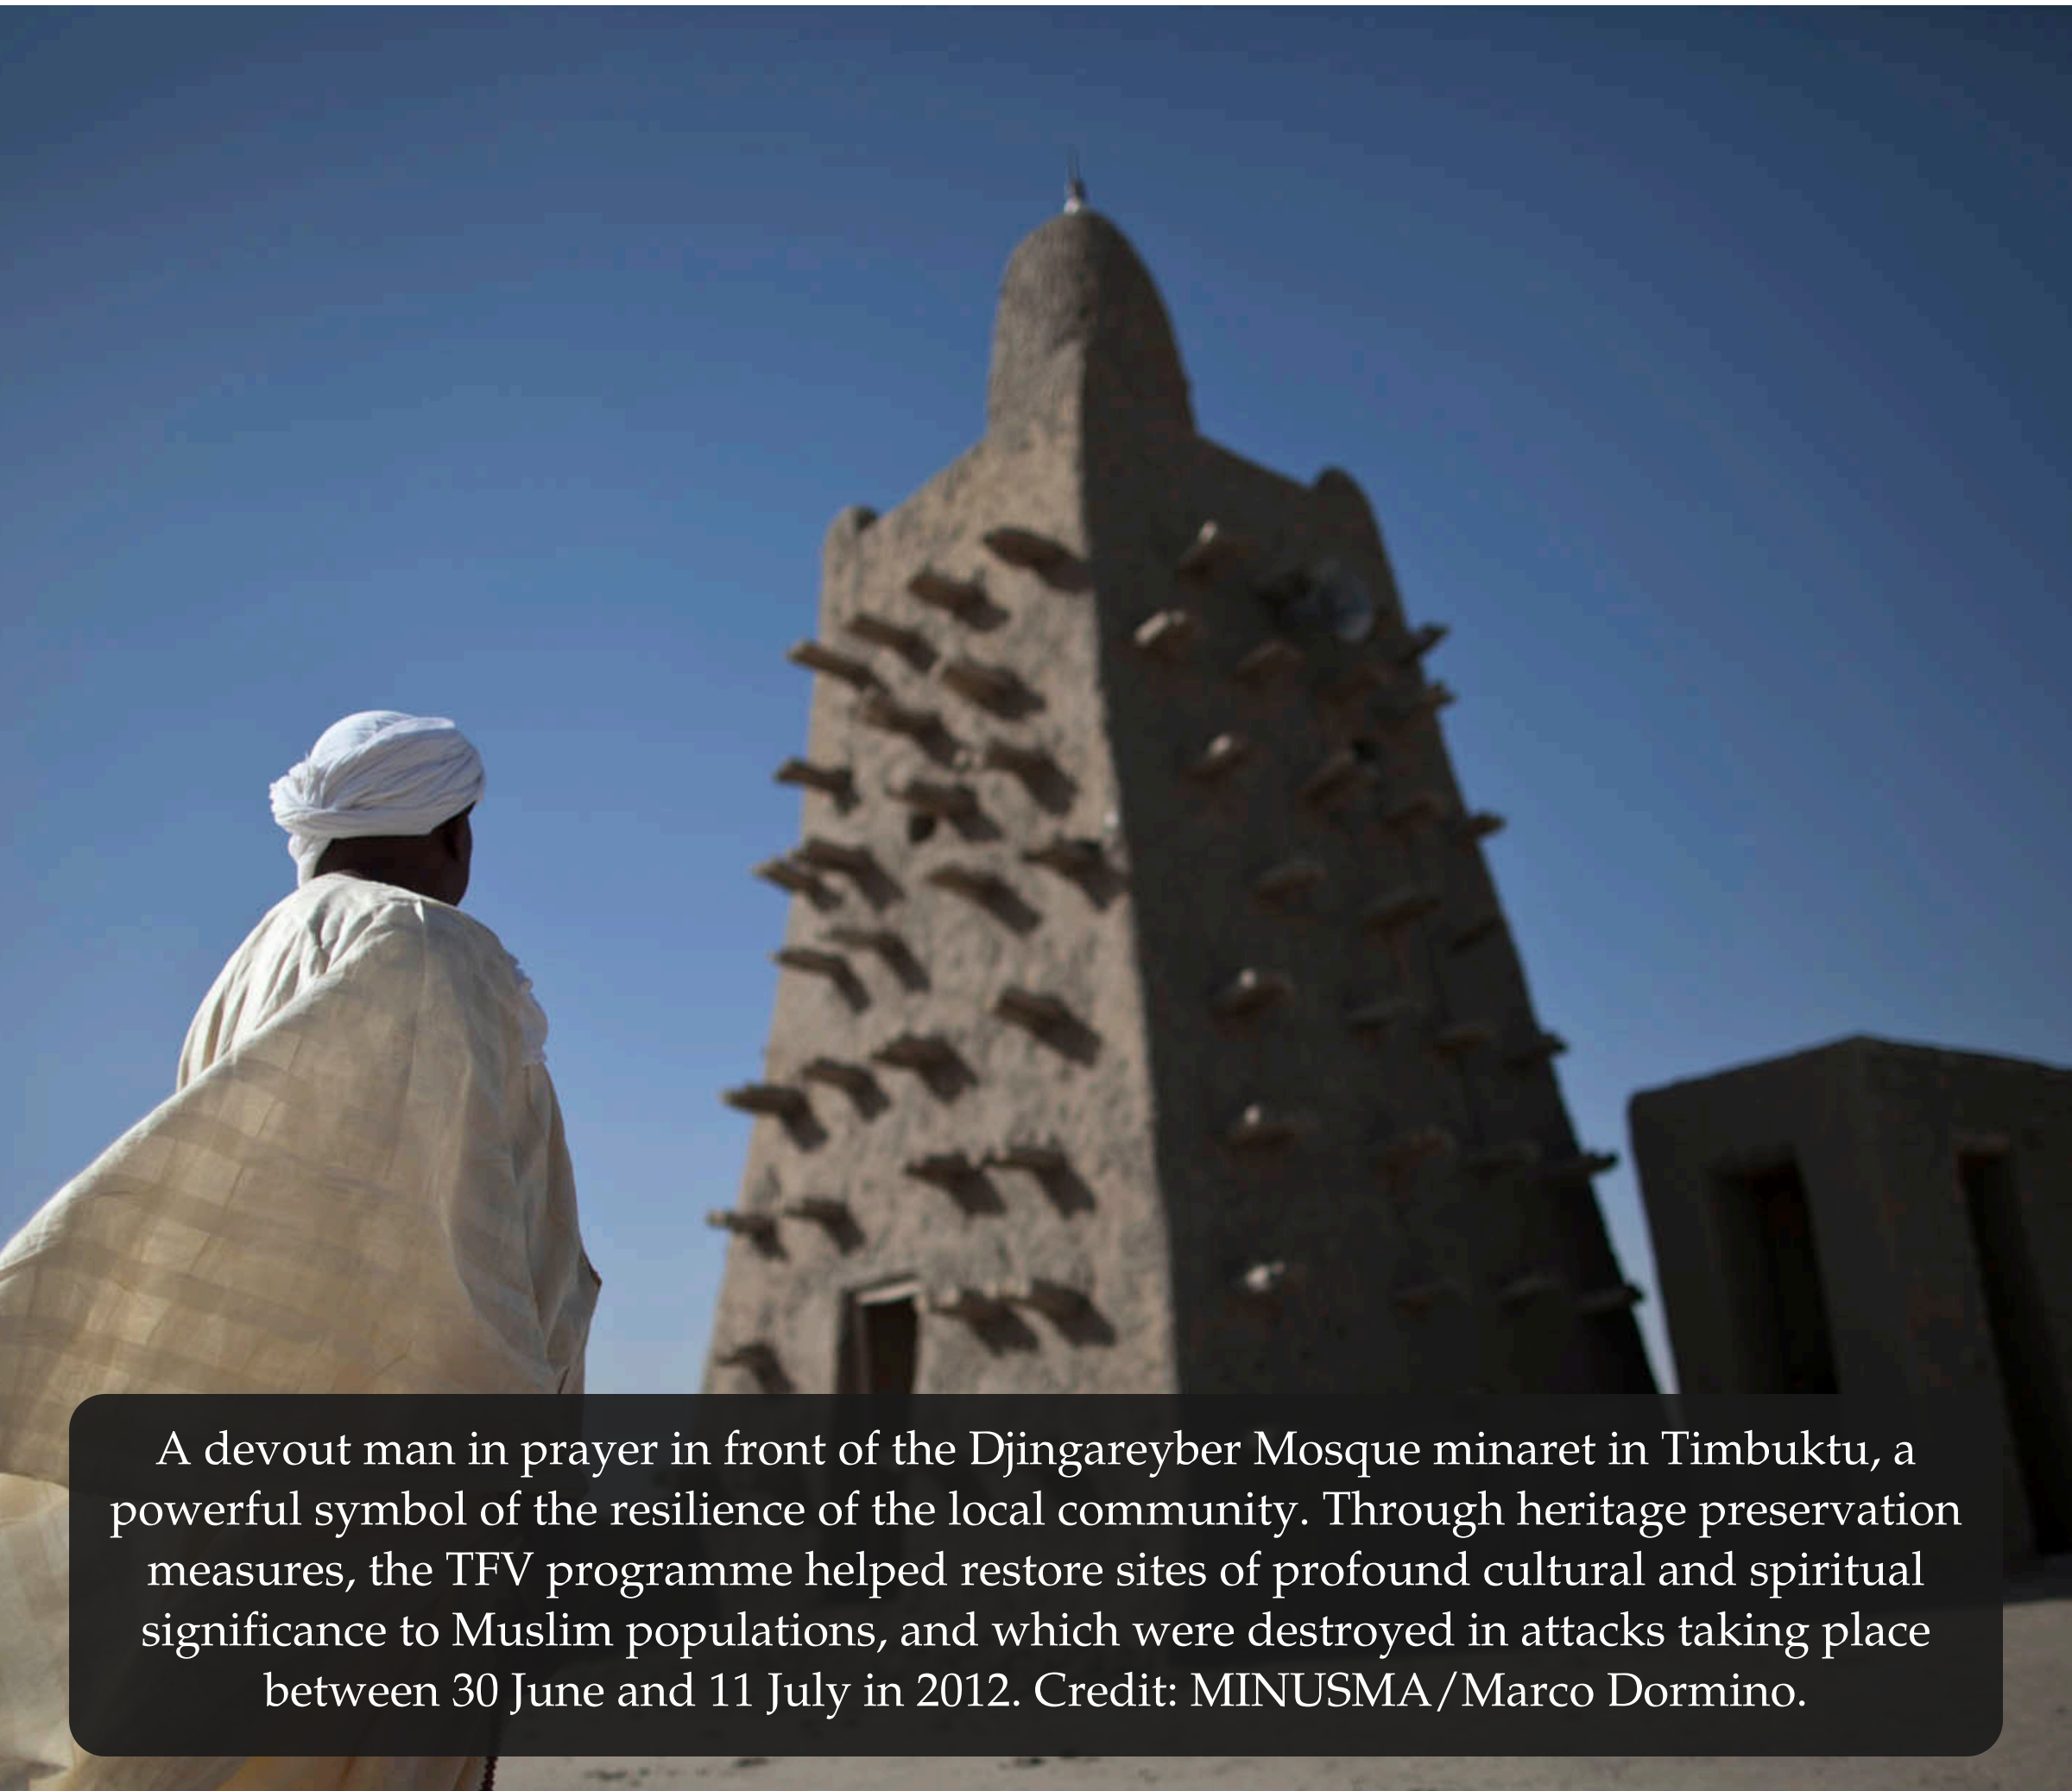 A devout man in prayer in front of the Djingareyber Mosque minaret in Timbuktu, a
powerful symbol of the resilience of the local community. Through heritage preservation
measures, the TFV programme helped restore sites of profound cultural and spiritual
significance to Muslim populations, and which were destroyed in attacks taking place
between 30 June and 11 July in 2012. Credit: MINUSMA/Marco Dormino.